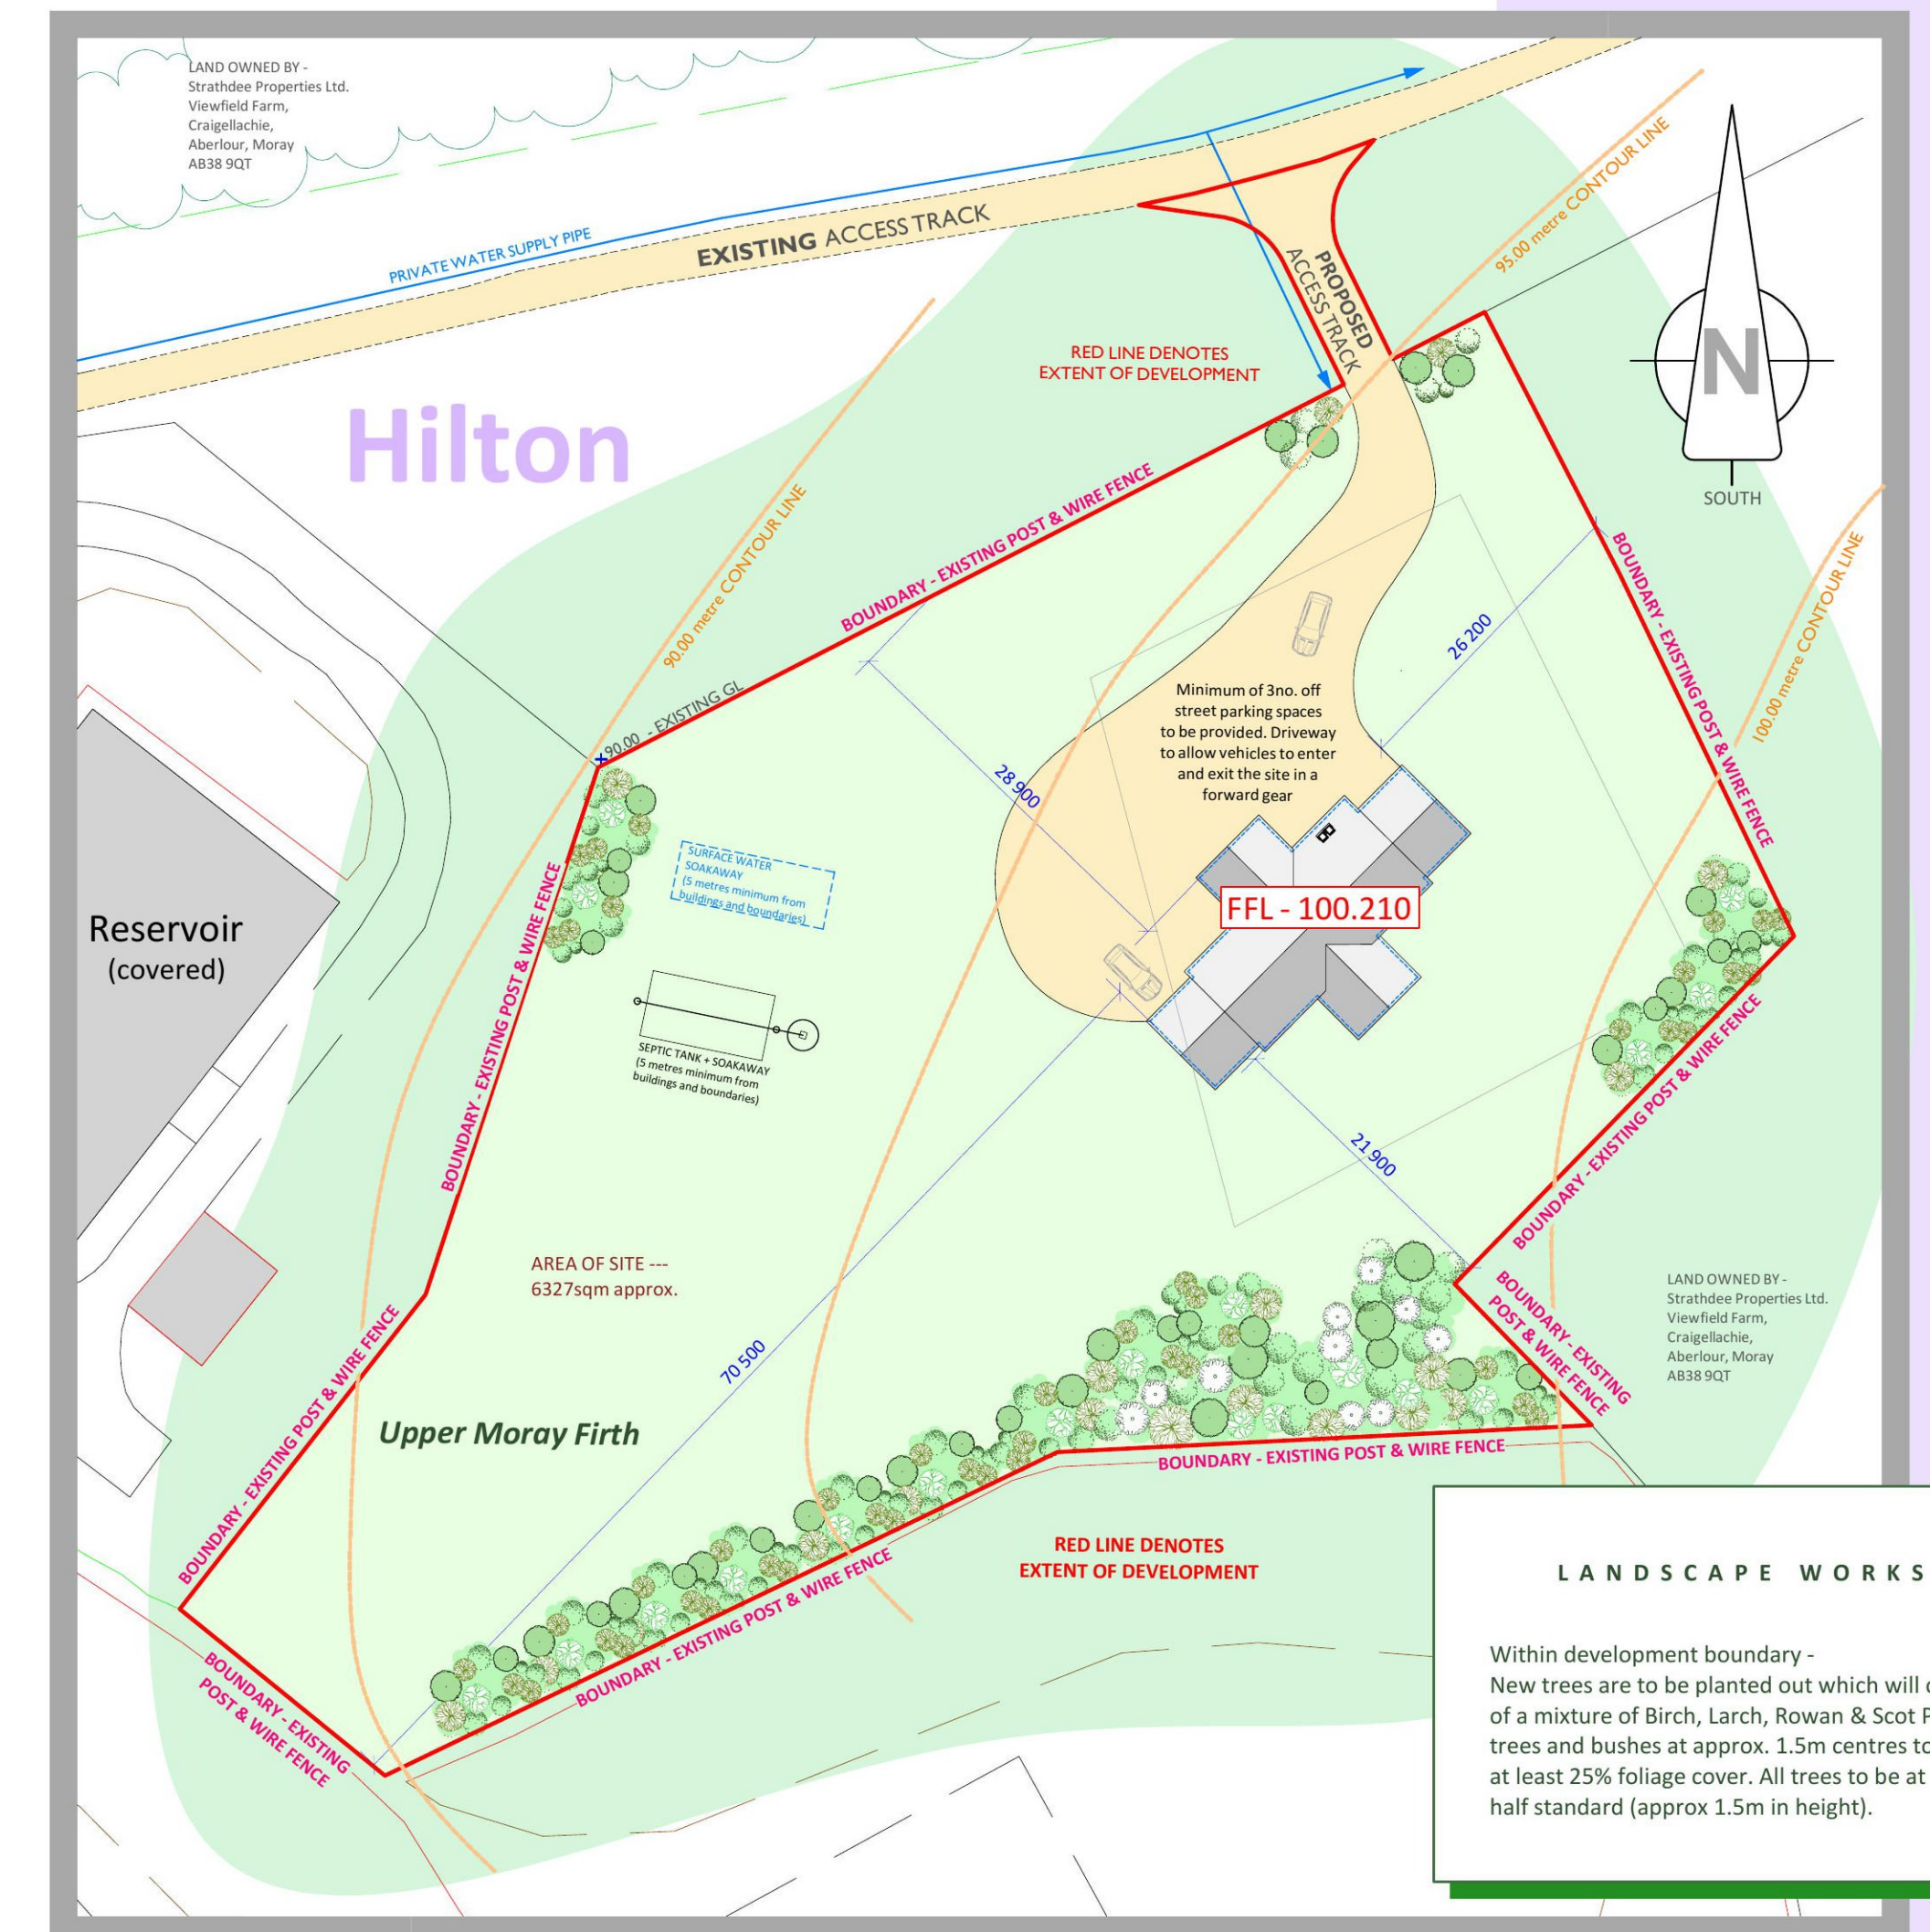 LAND OWNED BY -
Strathdee Properties Ltd.
Viewfield Farm,
Craigellachie,
Aberlour, Moray
AB38 9QT
PRIVATE WATER SUPPLY PIPE
EXISTING ACCESS TRACK
PROPOSED
ACCESS TRACK
95.00 metre CONTOUR LINE
N
SOUTH
RED LINE DENOTES
EXTENT OF DEVELOPMENT
Hilton
90.00 metre CONTOUR LINE
BOUNDARY - EXISTING POST & WIRE FENCE
BOUNDARY - EXISTING POST & WIRE FENCE
100.00 metre CONTOUR LINE
26 200
90.00 - EXISTING GL
28 900
Minimum of 3no. off
street parking spaces
to be provided. Driveway
to allow vehicles to enter
and exit the site in a
forward gear
FFL - 100.210
SURFACE WATER
SOAKAWAY
(5 metres minimum from
buildings and boundaries)
Reservoir
(covered)
BOUNDARY - EXISTING POST & WIRE FENCE
SEPTIC TANK + SOAKAWAY
(5 metres minimum from
buildings and boundaries)
BOUNDARY - EXISTING POST & WIRE FENCE
21 900
AREA OF SITE ---
6327sqm approx.
LAND OWNED BY -
Strathdee Properties Ltd.
Viewfield Farm,
Craigellachie,
Aberlour, Moray
AB38 9QT
BOUNDARY - EXISTING
POST & WIRE FENCE
70 500
BOUNDARY - EXISTING POST & WIRE FENCE
Upper Moray Firth
BOUNDARY - EXISTING POST & WIRE FENCE
RED LINE DENOTES
EXTENT OF DEVELOPMENT
BOUNDARY - EXISTING POST & WIRE FENCE
BOUNDARY - EXISTING
POST & WIRE FENCE
LANDSCAPE WORKS
Within development boundary -
New trees are to be planted out which will
of a mixture of Birch, Larch, Rowan & Scot
trees and bushes at approx. 1.5m centres to
at least 25% foliage cover. All trees to be at
half standard (approx 1.5m in height).